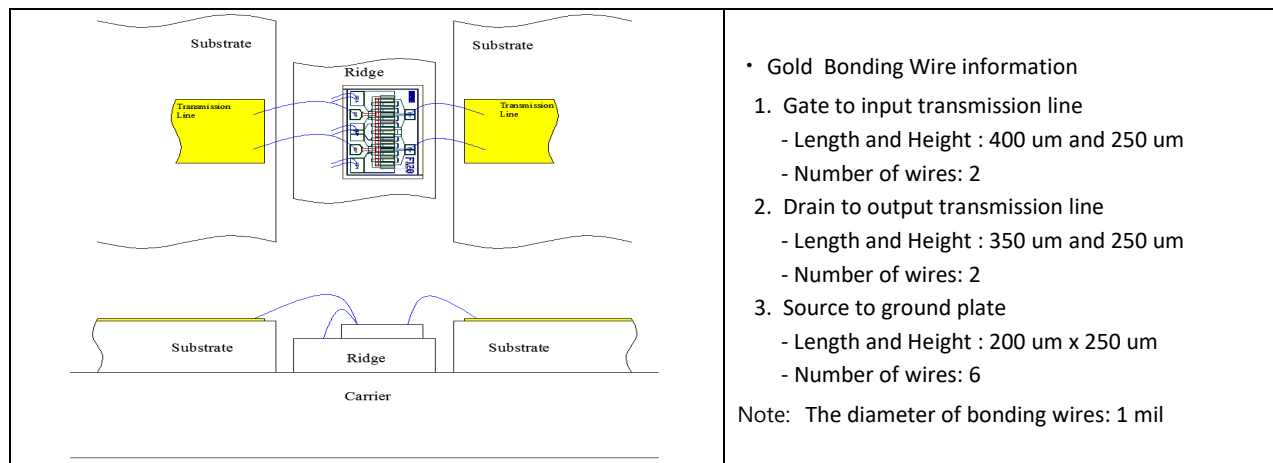 Substrate
Substrate
Ridge
Transmission
Line
Transmission
Line
Substrate
Ridge
Substrate
Carrier
・ Gold Bonding Wire information
1. Gate to input transmission line
- Length and Height : 400 um and 250 um
- Number of wires: 2
2. Drain to output transmission line
- Length and Height : 350 um and 250 um
- Number of wires: 2
3. Source to ground plate
- Length and Height : 200 um x 250 um
- Number of wires: 6
Note: The diameter of bonding wires: 1 mil